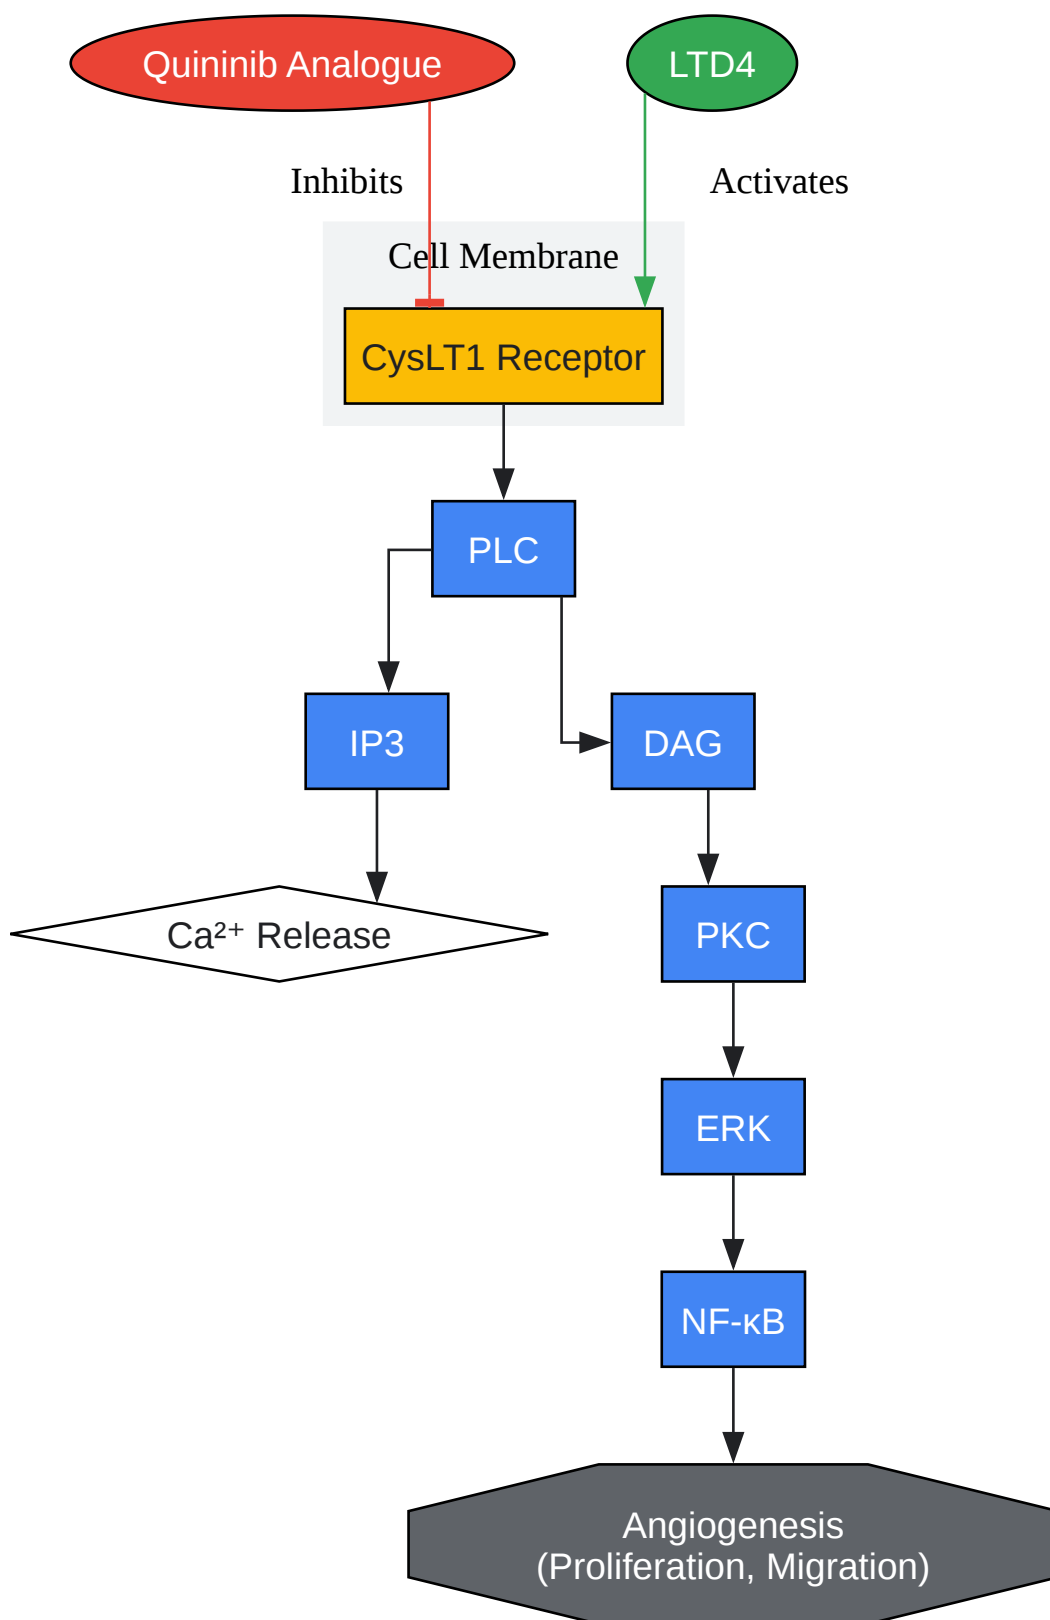 Quininib Analogue
LTD4
Inhibits
Activates
Cell Membrane
CysLT1 Receptor
PLC
IP3
DAG
Ca²⁺ Release
PKC
ERK
NF-κB
Angiogenesis
(Proliferation, Migration)